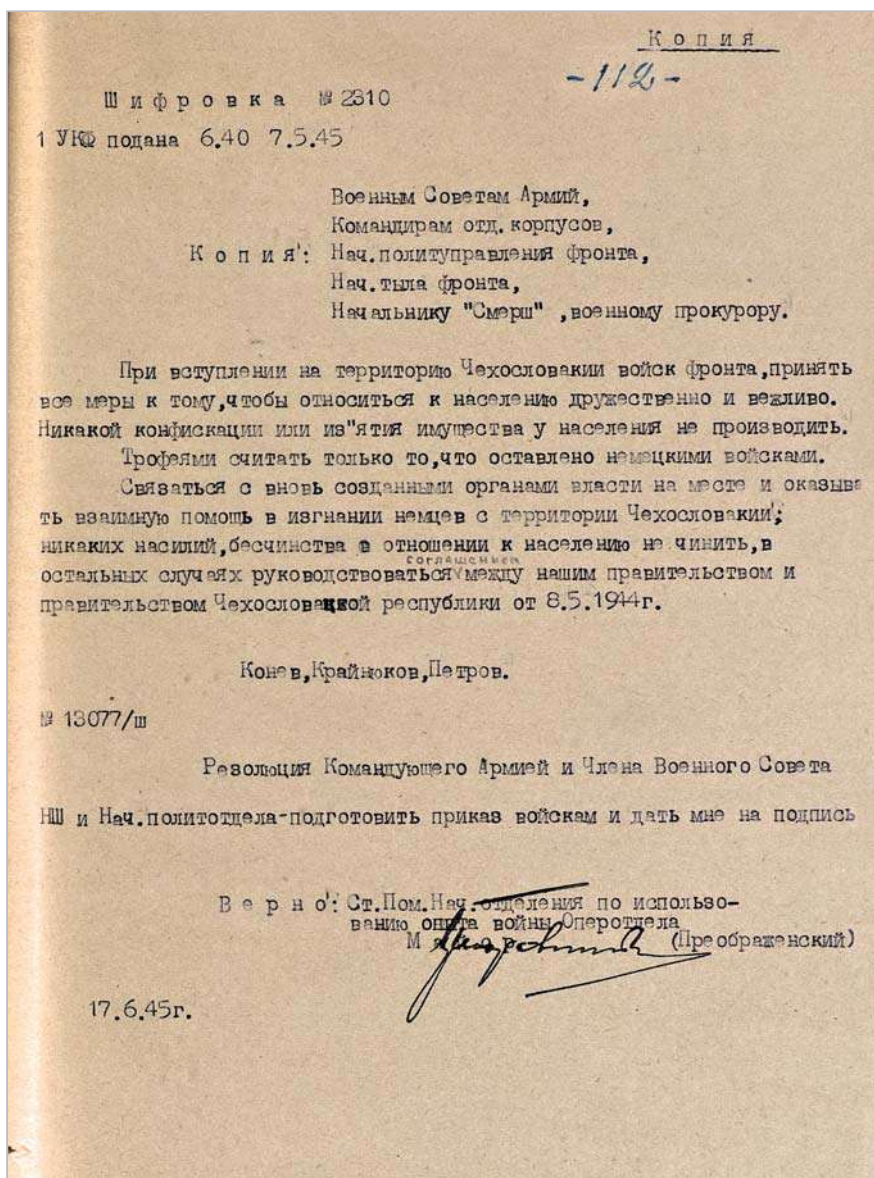 Копия
-112-
Шифровка № 2310
1 УКФ подана 6.40 7.5.45
Военным Советам Армий,
Командирам отд.корпусов,
Копия: Нач.политуправления фронта,
Нач.тыла фронта,
Начальнику "Смерш",военному прокурору.
При вступлении на территорию Чехословакии войск фронта,принять
все меры к тому,чтобы относиться к населению дружественно и вежливо.
Никакой конфискации или из"ятия имущества у населения не производить.
Трофеями считать только то,что оставлено немецкими войсками.
Связаться с вновь созданными органами власти на месте и оказыва
ть взаимную помощь в изгнании немцев с территории Чехословакии;
никаких насилий,бесчинства в отношении к населению не чинить,в
соглашением
остальных случаях руководствоваться между нашим правительством и
правительством Чехословацкой республики от 8.5.1944г.
Конев,Крайнюков,Петров.
№ 13077/ш
Резолюция Командующего Армией и Члена Военного Совета
НШ и Нач.политотдела-подготовить приказ войскам и дать мне на подпись
Верно: Ст.Пом.Нач.отделения по использо-
ванию опыта войны Оперотдела
(Преображенский)
17.6.45г.